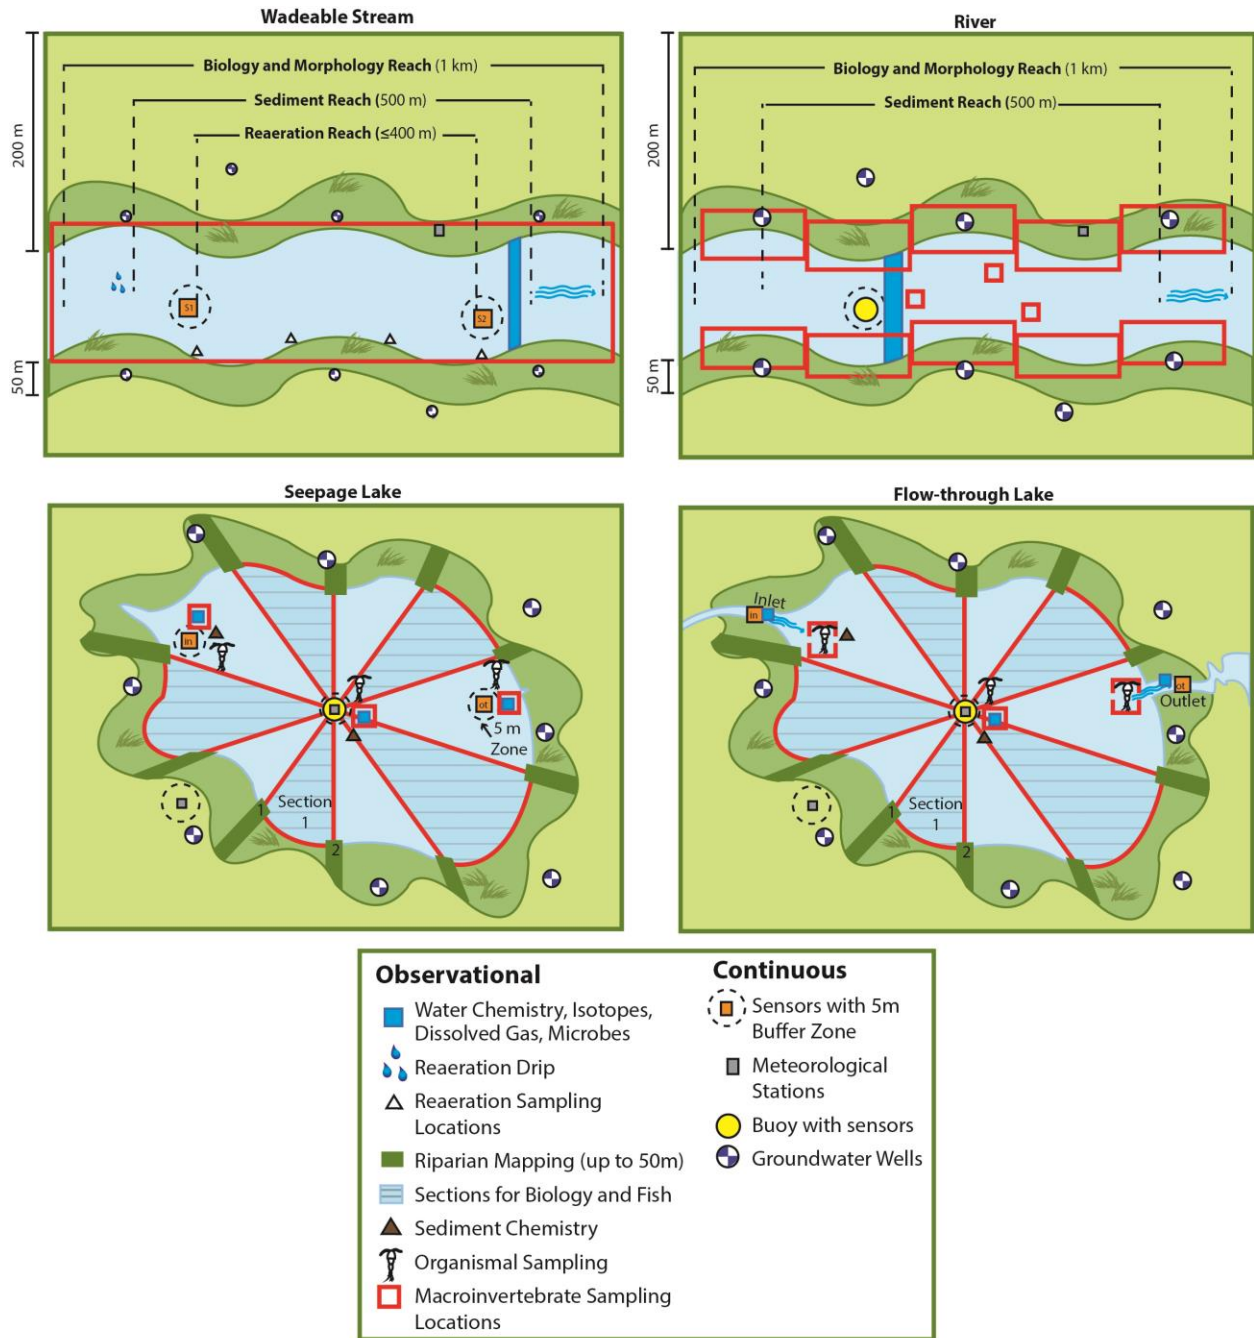 Wadeable Stream
Biology and Morphology Reach (1 km)
Sediment Reach (500 m)
Reaeration Reach (≤400 m)
200 m
50 m
S1
S2
River
Biology and Morphology Reach (1 km)
Sediment Reach (500 m)
200 m
50 m
Seepage Lake
in
ot
5 m
Zone
Section
1
1
2
Flow-through Lake
Inlet
in
ot
Outlet
Section
1
1
2
Observational
Water Chemistry, Isotopes,
Dissolved Gas, Microbes
Reaeration Drip
Reaeration Sampling
Locations
Riparian Mapping (up to 50m)
Sections for Biology and Fish
Sediment Chemistry
Organismal Sampling
Macroinvertebrate Sampling
Locations
Continuous
Sensors with 5m
Buffer Zone
Meteorological
Stations
Buoy with sensors
Groundwater Wells